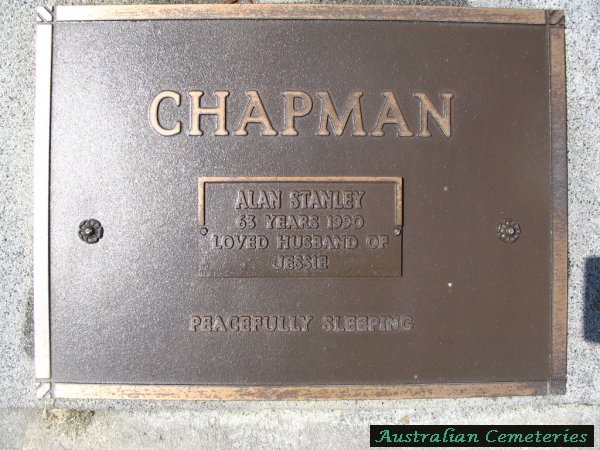 CHAPMAN
ALAN STANLEY
63 YEARS 1990
LOVED HUSBAND OF
JESSIE
PEACEFULLY SLEEPING
Australian Cemeteries